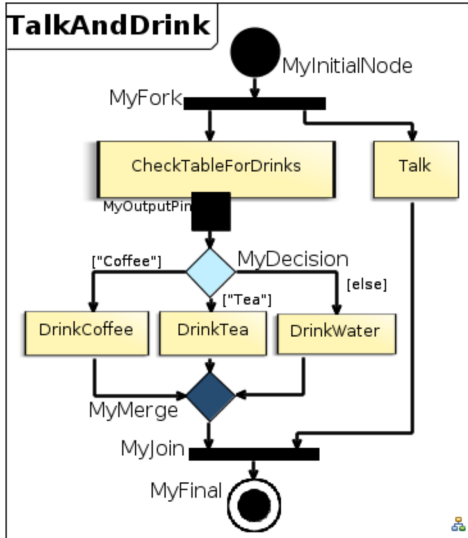 TalkAndDrink
MyInitialNode
MyFork
CheckTableForDrinks
Talk
MyOutputPin
MyDecision
["Coffee"]
["Tea"]
[else]
DrinkCoffee
DrinkTea
DrinkWater
MyMerge
MyJoin
MyFinal